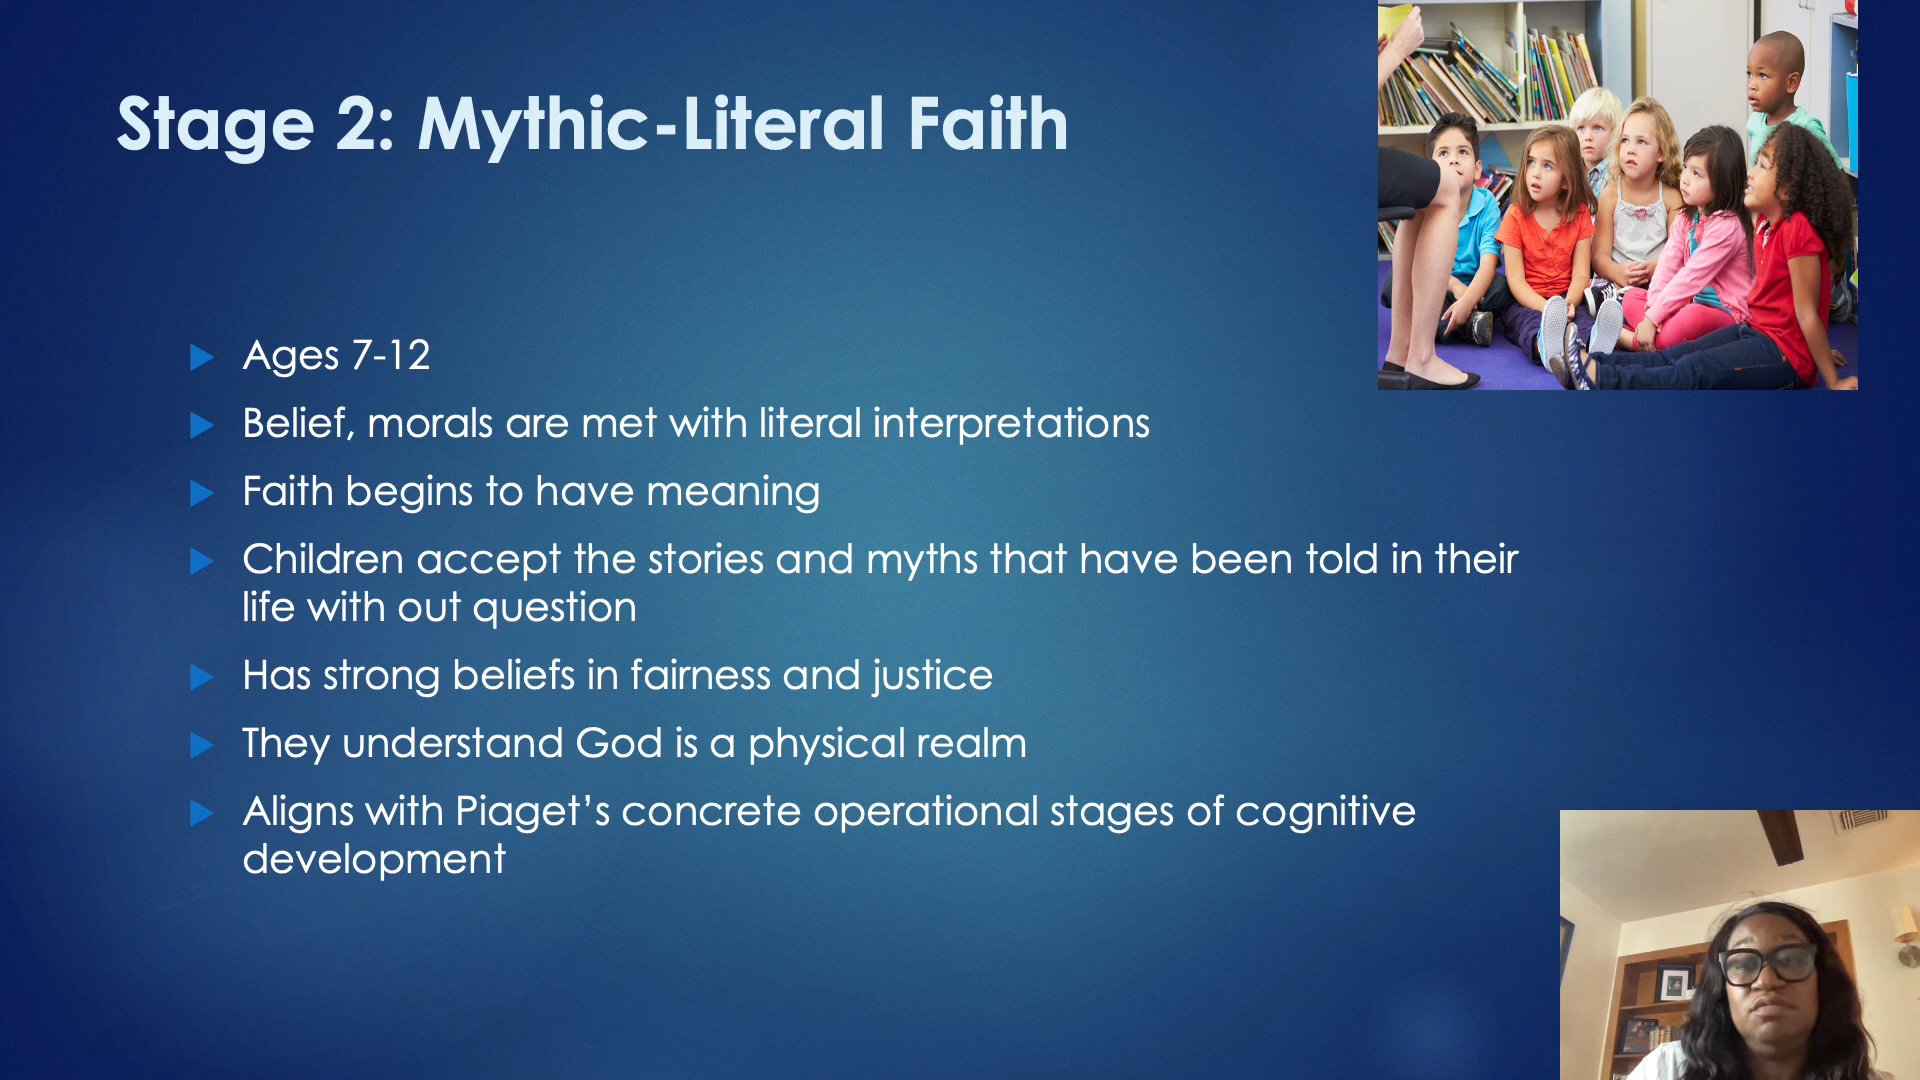 Stage 2: Mythic-Literal Faith
Ages 7-12
Belief, morals are met with literal interpretations
Faith begins to have meaning
Children accept the stories and myths that have been told in their
life with out question
Has strong beliefs in fairness and justice
They understand God is a physical realm
Aligns with Piaget’s concrete operational stages of cognitive
development